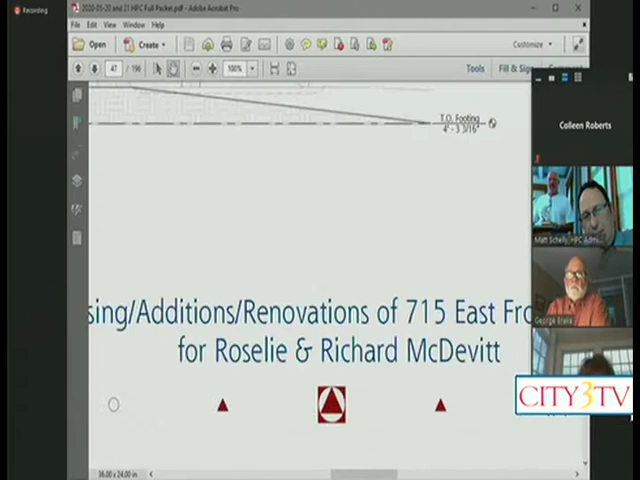 Recording
2020-05-20 and 21 HPC Full Packet.pdf - Adobe Acrobat Pro
File Edit View Window Help
Open Create Customize
47 / 196 100% Tools Fill & Sign
T.O. Footing
4' - 3 3/16"
Colleen Roberts
Matt Schelly, HPC Admi...
George
sing/Additions/Renovations of 715 East Fro
for Roselie & Richard McDevitt
CITY3TV
36.00 x 24.00 in